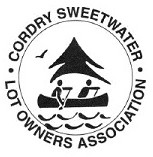 CORDRY SWEETWATER
LOT OWNERS ASSOCIATION